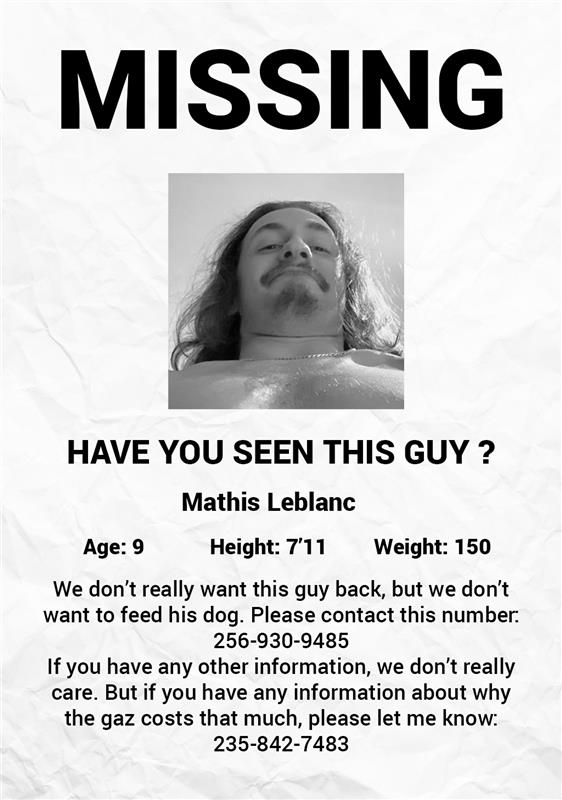 MISSING
HAVE YOU SEEN THIS GUY ?
Mathis Leblanc
Age: 9 Height: 7’11 Weight: 150
We don’t really want this guy back, but we don’t
want to feed his dog. Please contact this number:
256-930-9485
If you have any other information, we don’t really
care. But if you have any information about why
the gaz costs that much, please let me know:
235-842-7483